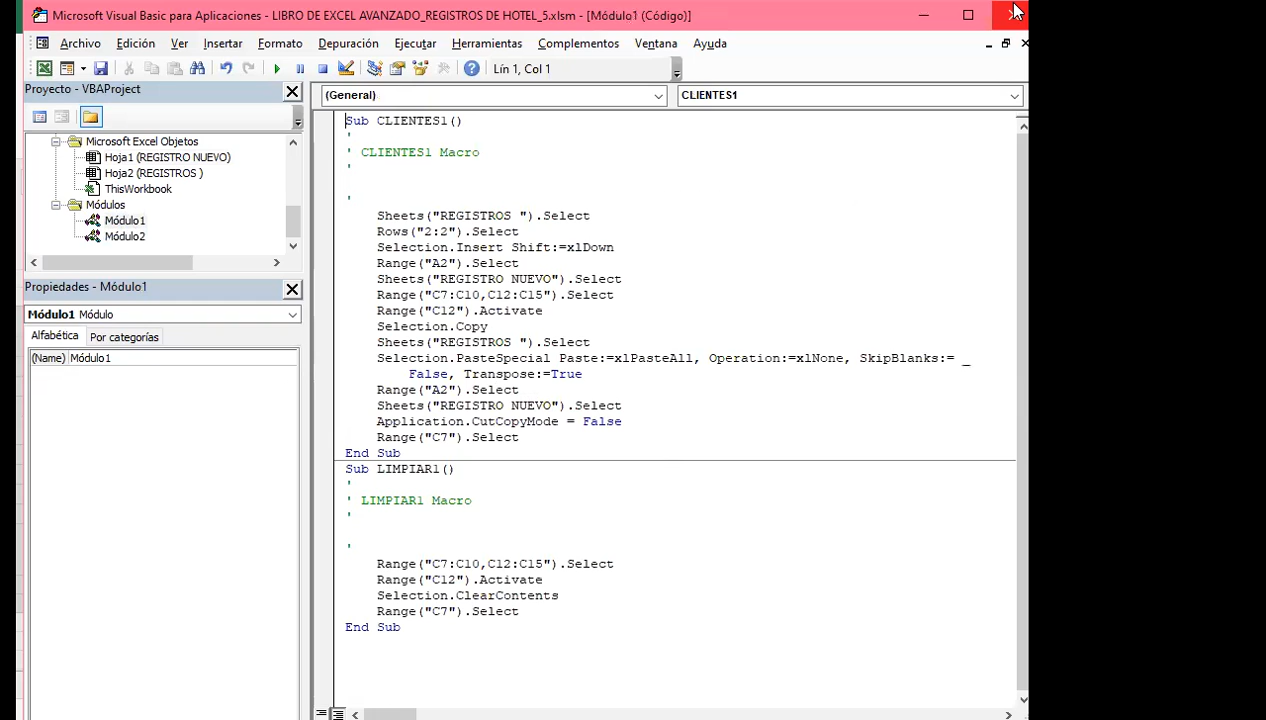 Microsoft Visual Basic para Aplicaciones - LIBRO DE EXCEL AVANZADO_REGISTROS DE HOTEL_5.xlsm - [Módulo1 (Código)]
Archivo Edición Ver Insertar Formato Depuración Ejecutar Herramientas Complementos Ventana Ayuda
Lín 1, Col 1
Proyecto - VBAProject
Microsoft Excel Objetos
Hoja1 (REGISTRO NUEVO)
Hoja2 (REGISTROS )
ThisWorkbook
Módulos
Módulo1
Módulo2
Propiedades - Módulo1
Módulo1 Módulo
Alfabética Por categorías
(Name) Módulo1
(General) CLIENTES1
Sub CLIENTES1()
'
' CLIENTES1 Macro
'
'
Sheets("REGISTROS ").Select
Rows("2:2").Select
Selection.Insert Shift:=xlDown
Range("A2").Select
Sheets("REGISTRO NUEVO").Select
Range("C7:C10,C12:C15").Select
Range("C12").Activate
Selection.Copy
Sheets("REGISTROS ").Select
Selection.PasteSpecial Paste:=xlPasteAll, Operation:=xlNone, SkipBlanks:= _
False, Transpose:=True
Range("A2").Select
Sheets("REGISTRO NUEVO").Select
Application.CutCopyMode = False
Range("C7").Select
End Sub
Sub LIMPIAR1()
'
' LIMPIAR1 Macro
'
'
Range("C7:C10,C12:C15").Select
Range("C12").Activate
Selection.ClearContents
Range("C7").Select
End Sub